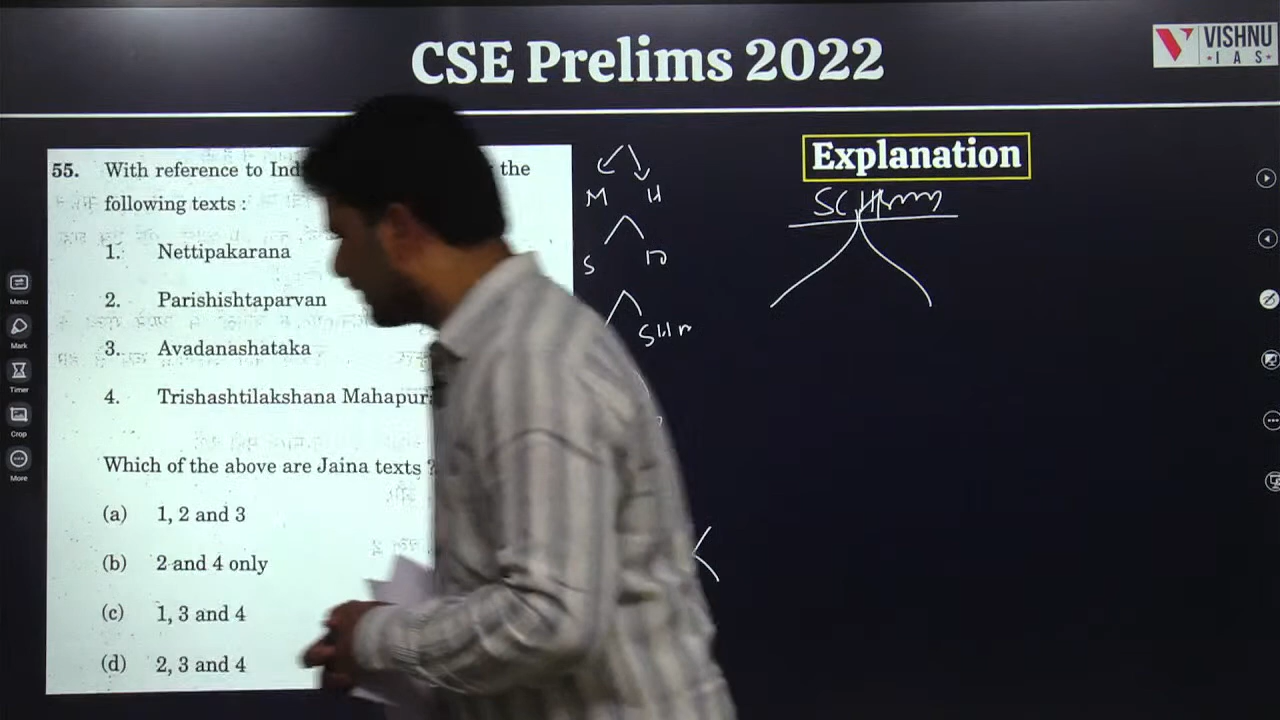 CSE Prelims 2022
VISHNU
I A S
55. With reference to Ind the
following texts :
1. Nettipakarana
2. Parishishtaparvan
3. Avadanashataka
4. Trishashtilakshana Mahapur
Which of the above are Jaina texts ?
(a) 1, 2 and 3
(b) 2 and 4 only
(c) 1, 3 and 4
(d) 2, 3 and 4
M H
S
Explanation
Menu
Mark
Timer
Crop
More